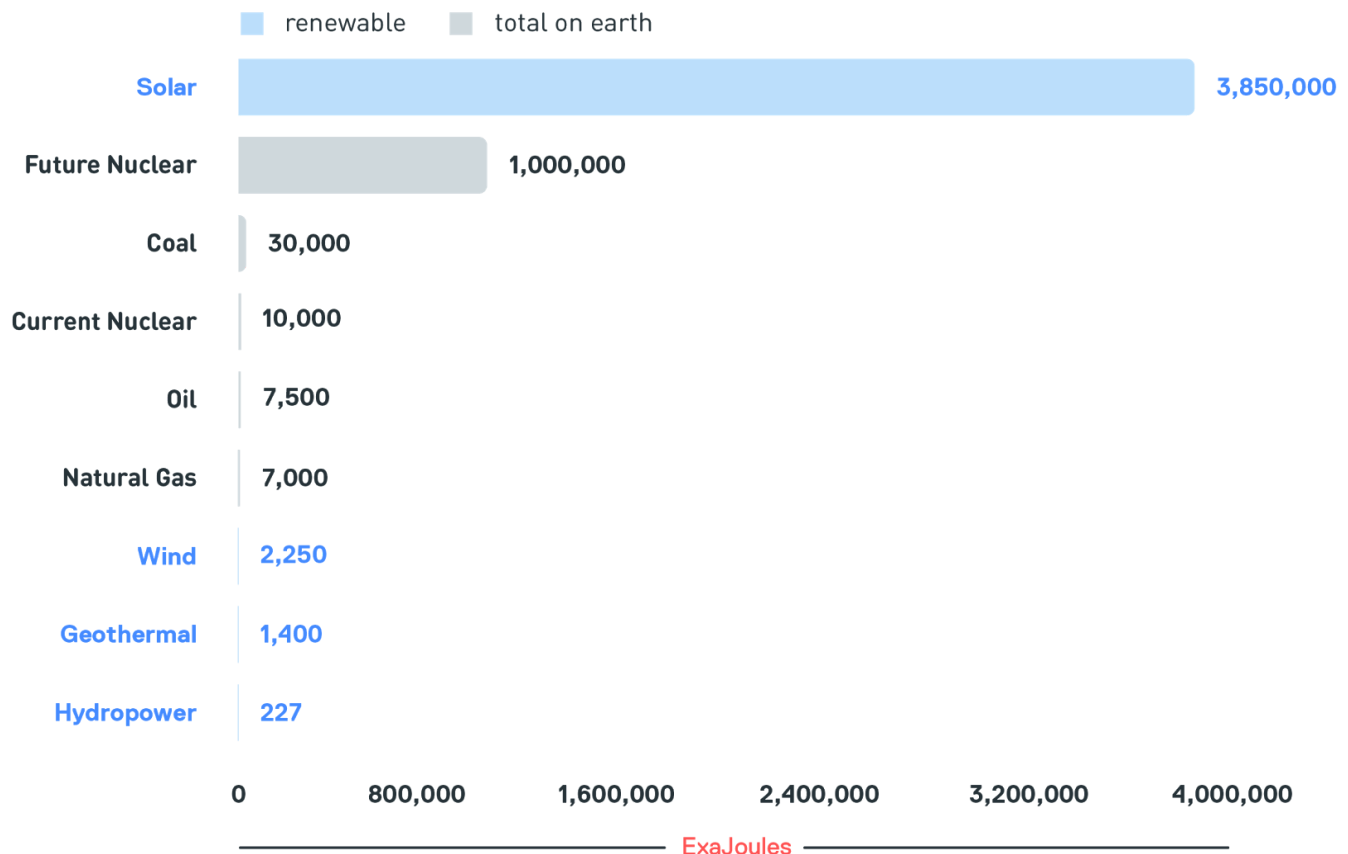 renewable total on earth
Solar 3,850,000
Future Nuclear 1,000,000
Coal 30,000
Current Nuclear 10,000
Oil 7,500
Natural Gas 7,000
Wind 2,250
Geothermal 1,400
Hydropower 227
0 800,000 1,600,000 2,400,000 3,200,000 4,000,000
ExaJoules